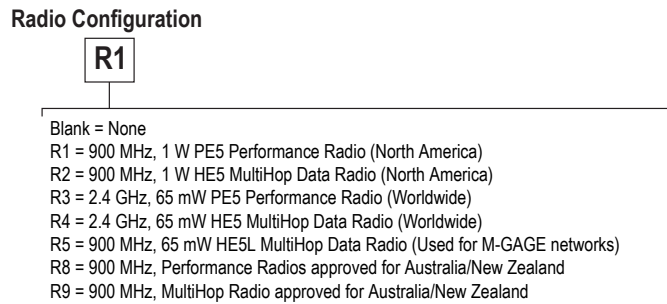 Radio Configuration
R1
Blank = None
R1 = 900 MHz, 1 W PE5 Performance Radio (North America)
R2 = 900 MHz, 1 W HE5 MultiHop Data Radio (North America)
R3 = 2.4 GHz, 65 mW PE5 Performance Radio (Worldwide)
R4 = 2.4 GHz, 65 mW HE5 MultiHop Data Radio (Worldwide)
R5 = 900 MHz, 65 mW HE5L MultiHop Data Radio (Used for M-GAGE networks)
R8 = 900 MHz, Performance Radios approved for Australia/New Zealand
R9 = 900 MHz, MultiHop Radio approved for Australia/New Zealand